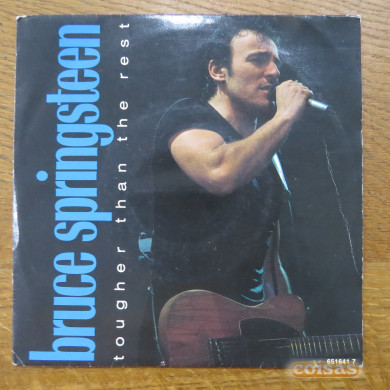 bruce springsteen
tougher than the rest
651641 7
coisas